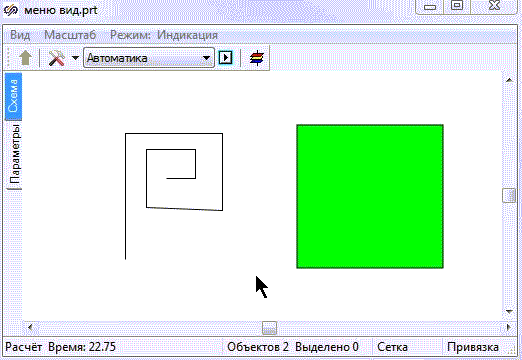 меню вид.prt
Вид Масштаб Режим: Индикация
Автоматика
Схема
Параметры
Расчёт Время: 22.75 Объектов 2 Выделено 0 Сетка Привязка